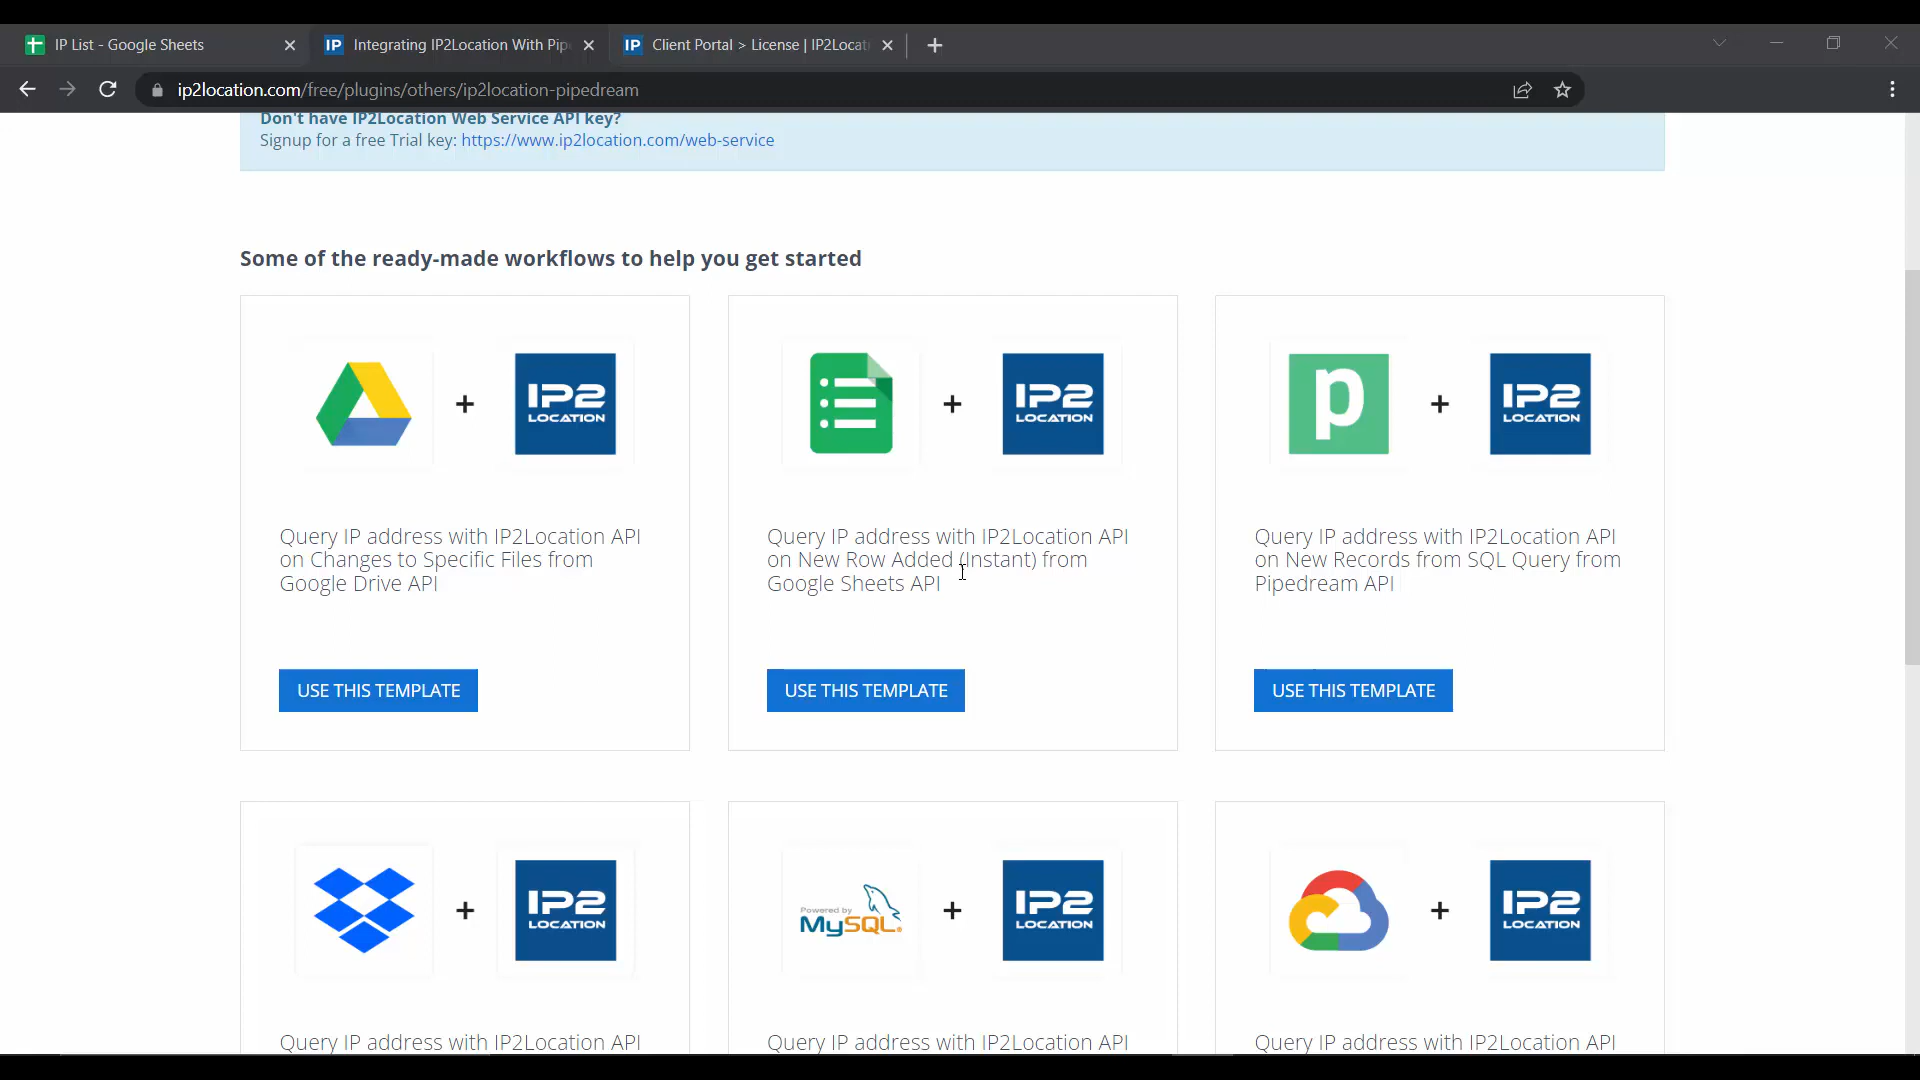 IP List - Google Sheets
IP Integrating IP2Location With Pip
IP Client Portal > License | IP2Locat
ip2location.com/free/plugins/others/ip2location-pipedream
Don't have IP2Location Web Service API key?
Signup for a free Trial key: https://www.ip2location.com/web-service
Some of the ready-made workflows to help you get started
+
IP2
LOCATION
Query IP address with IP2Location API
on Changes to Specific Files from
Google Drive API
USE THIS TEMPLATE
+
IP2
LOCATION
Query IP address with IP2Location API
on New Row Added (Instant) from
Google Sheets API
USE THIS TEMPLATE
p
+
IP2
LOCATION
Query IP address with IP2Location API
on New Records from SQL Query from
Pipedream API
USE THIS TEMPLATE
+
IP2
LOCATION
Query IP address with IP2Location API
Powered by
MySQL®
+
IP2
LOCATION
Query IP address with IP2Location API
+
IP2
LOCATION
Query IP address with IP2Location API